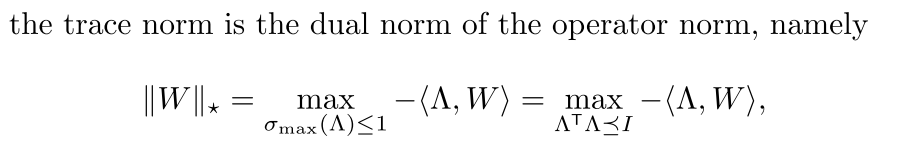 the trace norm is the dual norm of the operator norm, namely
‖W‖⋆ = max_{σmax(Λ)≤1} −⟨Λ, W⟩ = max_{Λ⊤Λ⪯I} −⟨Λ, W⟩,